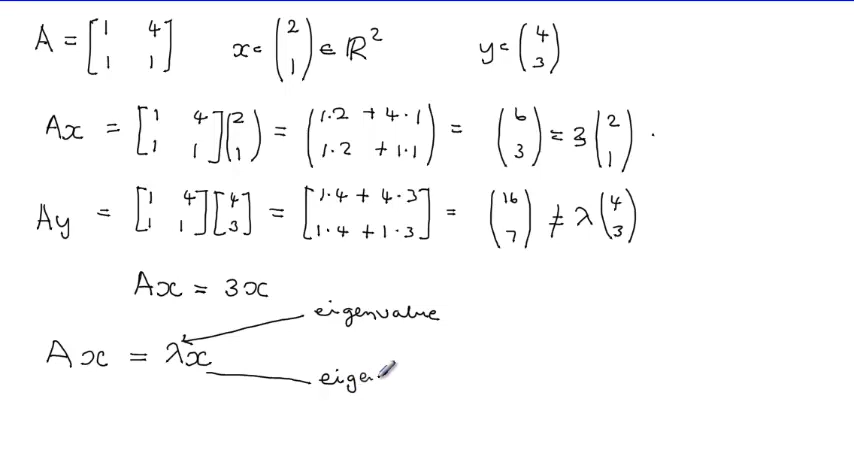 A = [1 4; 1 1] x = (2; 1) ∈ ℝ² y = (4; 3)
Ax = [1 4; 1 1](2; 1) = (1·2 + 4·1; 1·2 + 1·1) = (6; 3) = 3(2; 1).
Ay = [1 4; 1 1][4; 3] = [1·4 + 4·3; 1·4 + 1·3] = (16; 7) ≠ λ(4; 3)
Ax = 3x
eigenvalue
Ax = λx
eigen